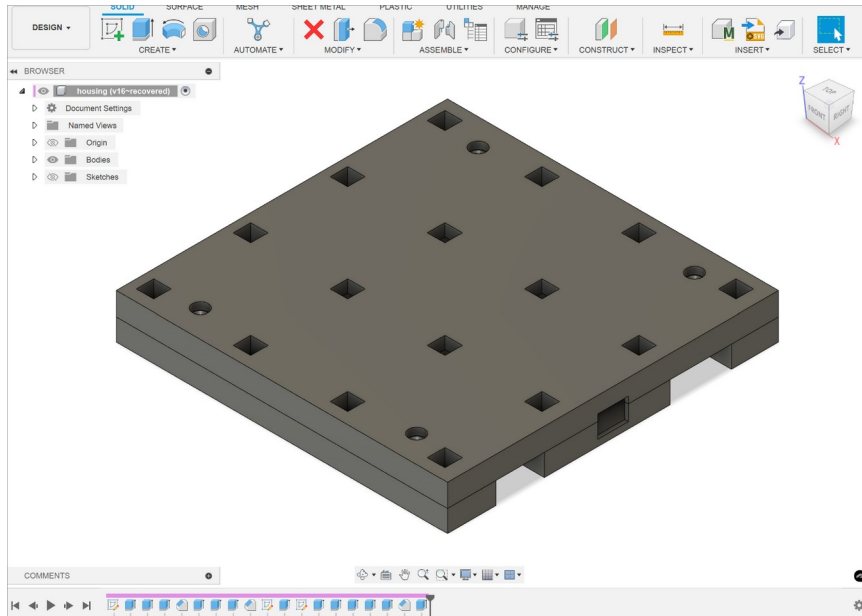 SOLID SURFACE MESH SHEET METAL PLASTIC UTILITIES MANAGE
DESIGN
CREATE AUTOMATE MODIFY ASSEMBLE CONFIGURE CONSTRUCT INSPECT INSERT SELECT
BROWSER
housing (v16~recovered)
Document Settings
Named Views
Origin
Bodies
Sketches
Z
TOP
FRONT RIGHT
X
M
SVG
COMMENTS